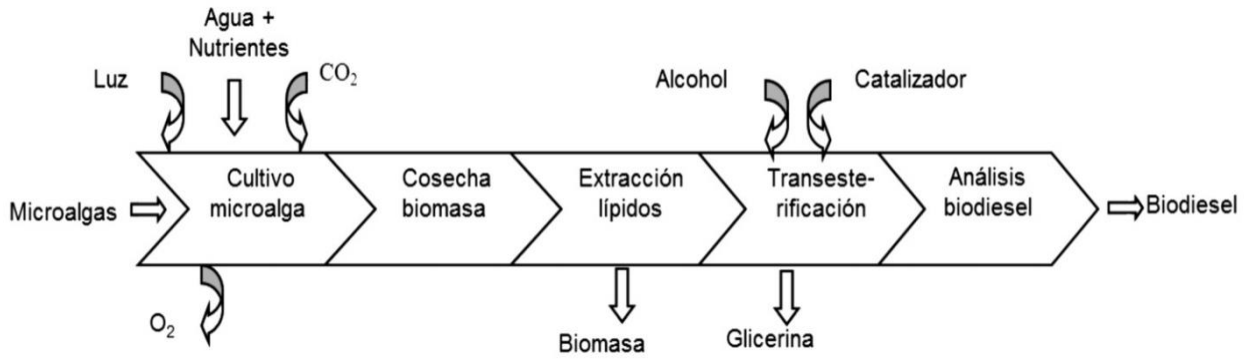 Agua +
Nutrientes
Luz
CO₂
Alcohol
Catalizador
Microalgas
Cultivo
microalga
Cosecha
biomasa
Extracción
lípidos
Transeste-
rificación
Análisis
biodiesel
Biodiesel
O₂
Biomasa
Glicerina